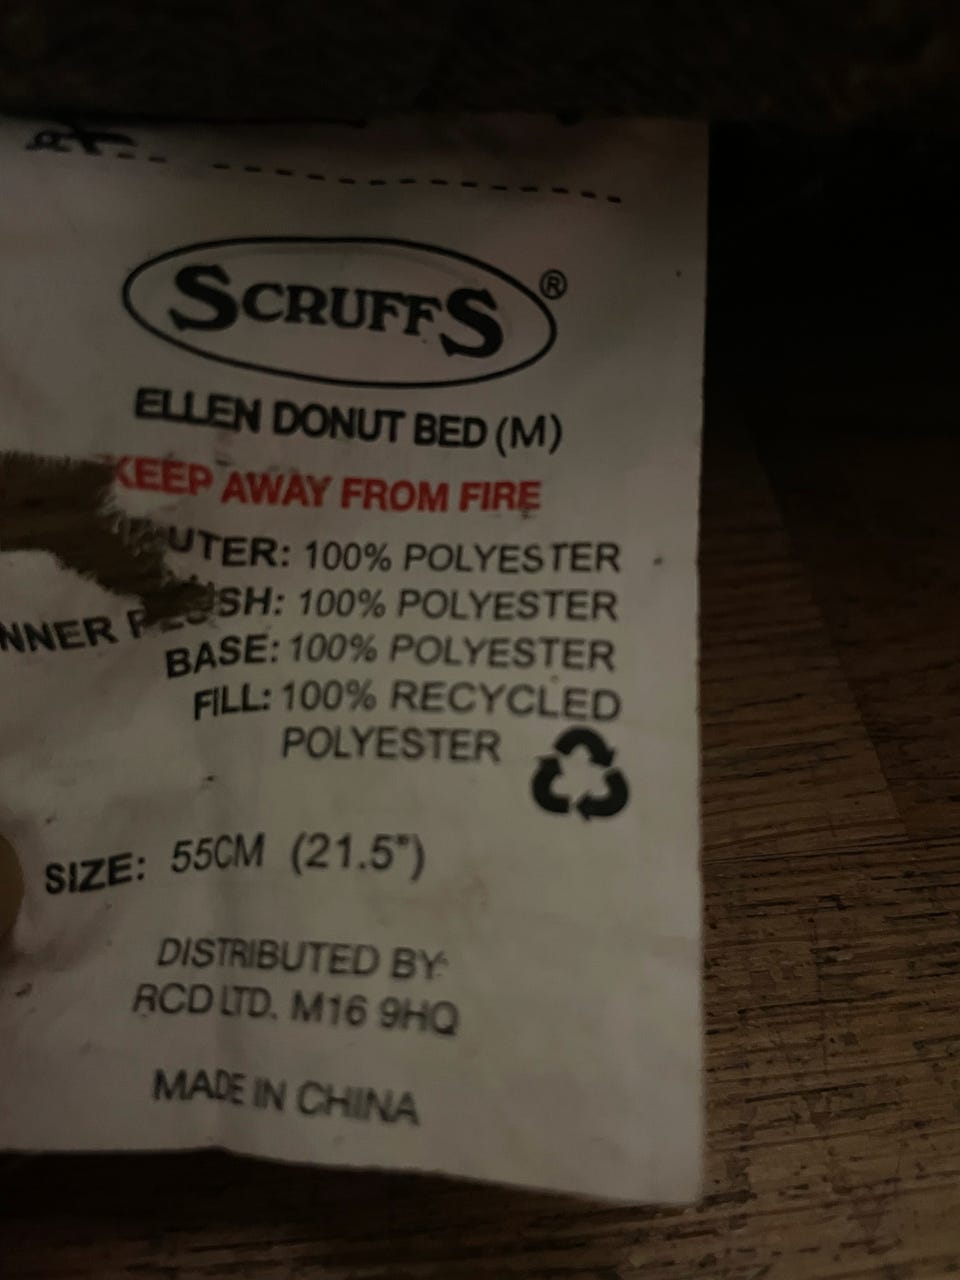 SCRUFFS ®
ELLEN DONUT BED (M)
KEEP AWAY FROM FIRE
UTER: 100% POLYESTER
NNER P SH: 100% POLYESTER
BASE: 100% POLYESTER
FILL: 100% RECYCLED
POLYESTER
SIZE: 55CM (21.5")
DISTRIBUTED BY:
RCD LTD. M16 9HQ
MADE IN CHINA